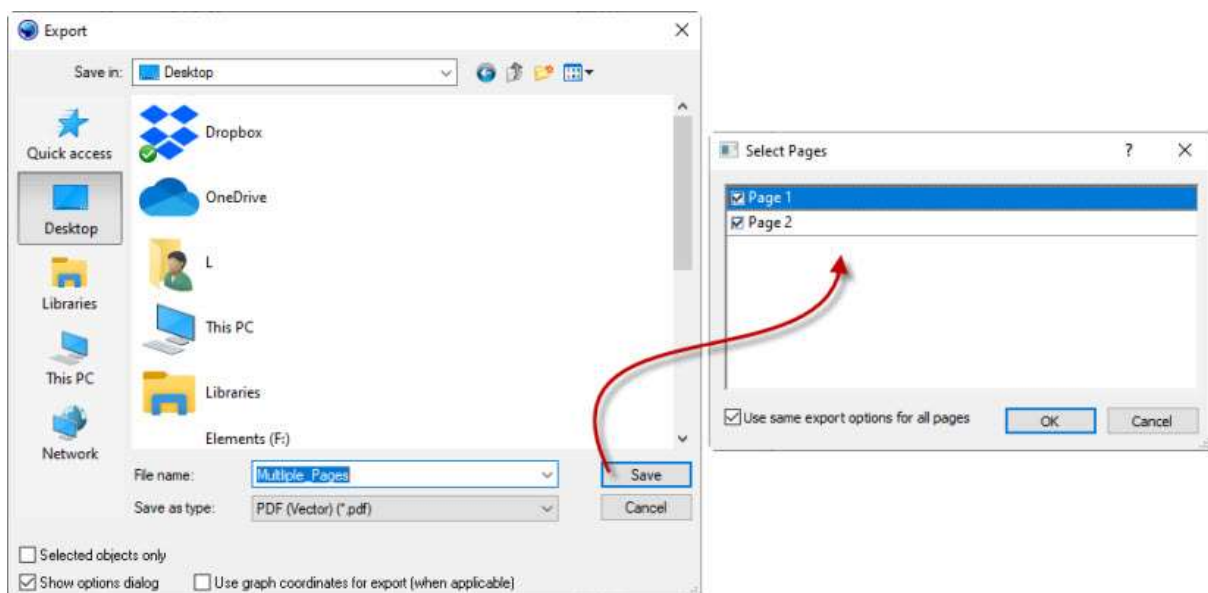 Export
Save in: Desktop
Quick access
Desktop
Libraries
This PC
Network
Dropbox
OneDrive
L
This PC
Libraries
Elements (F:)
File name: Multiple_Pages Save
Save as type: PDF (Vector) (*.pdf) Cancel
Selected objects only
Show options dialog Use graph coordinates for export (when applicable)
Select Pages ?
Page 1
Page 2
Use same export options for all pages OK Cancel